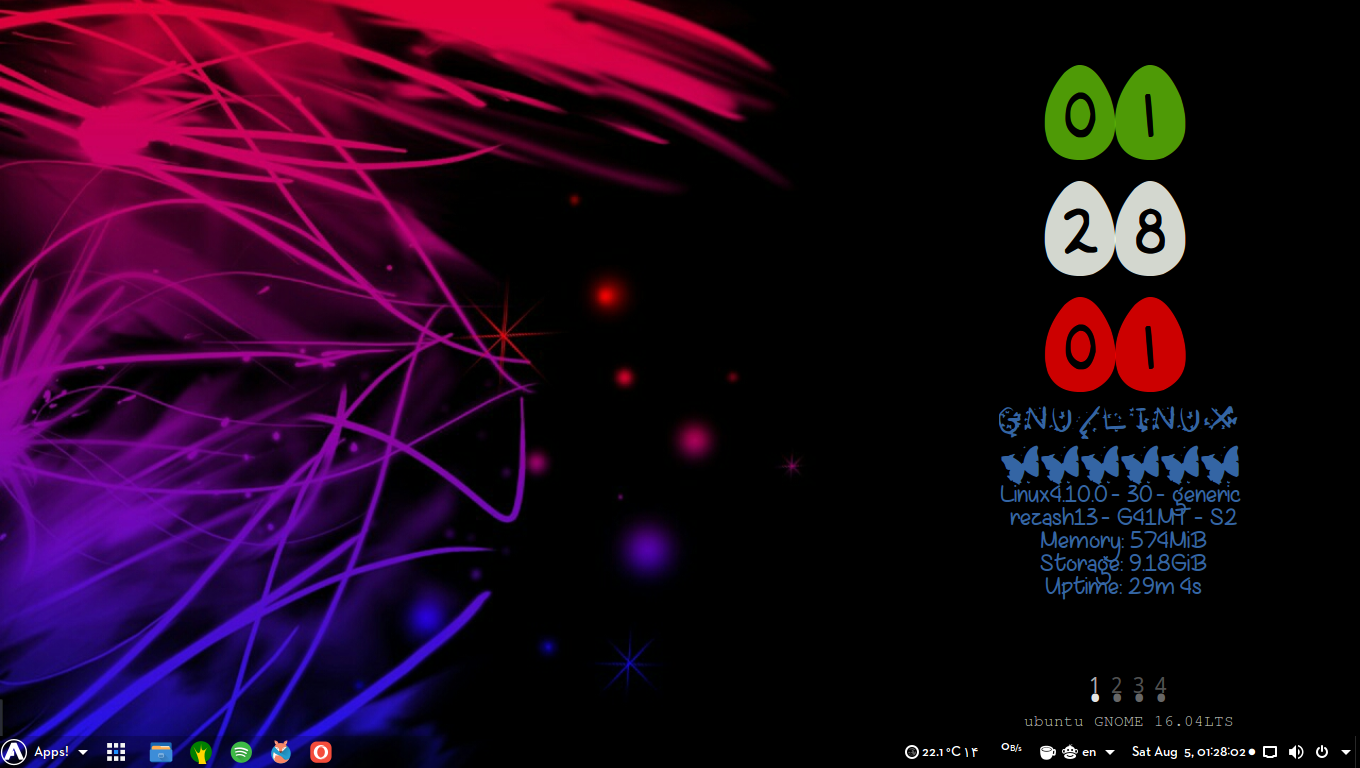 01
28
01
GNU/LINUX
Linux4.10.0 - 30 - generic
rezash13 - G41MT - S2
Memory: 574MiB
Storage: 9.18GiB
Uptime: 29m 4s
1 2 3 4
ubuntu GNOME 16.04LTS
Apps! 22.1 °C ۱۴ 0B/s en Sat Aug 5, 01:28:02